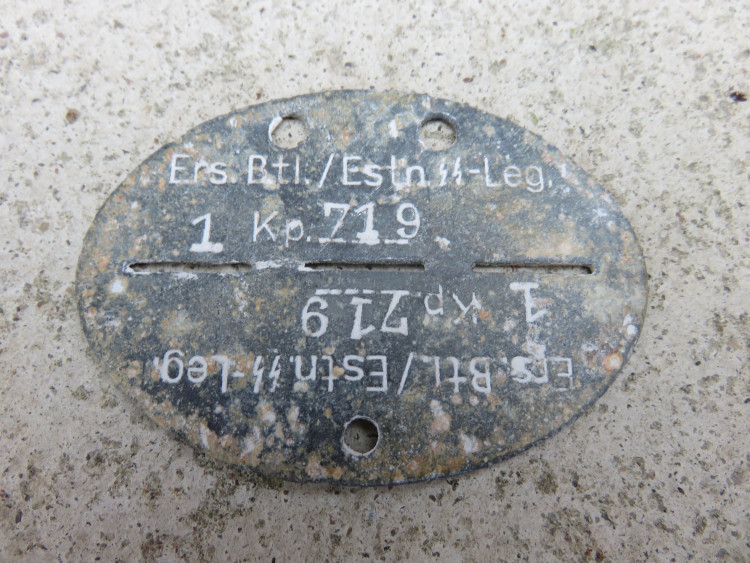 Ers. Btl./Estn.ᛋᛋ-Leg.
1 Kp. 719
1 Kp. 719
Ers. Btl./Estn.ᛋᛋ-Leg.